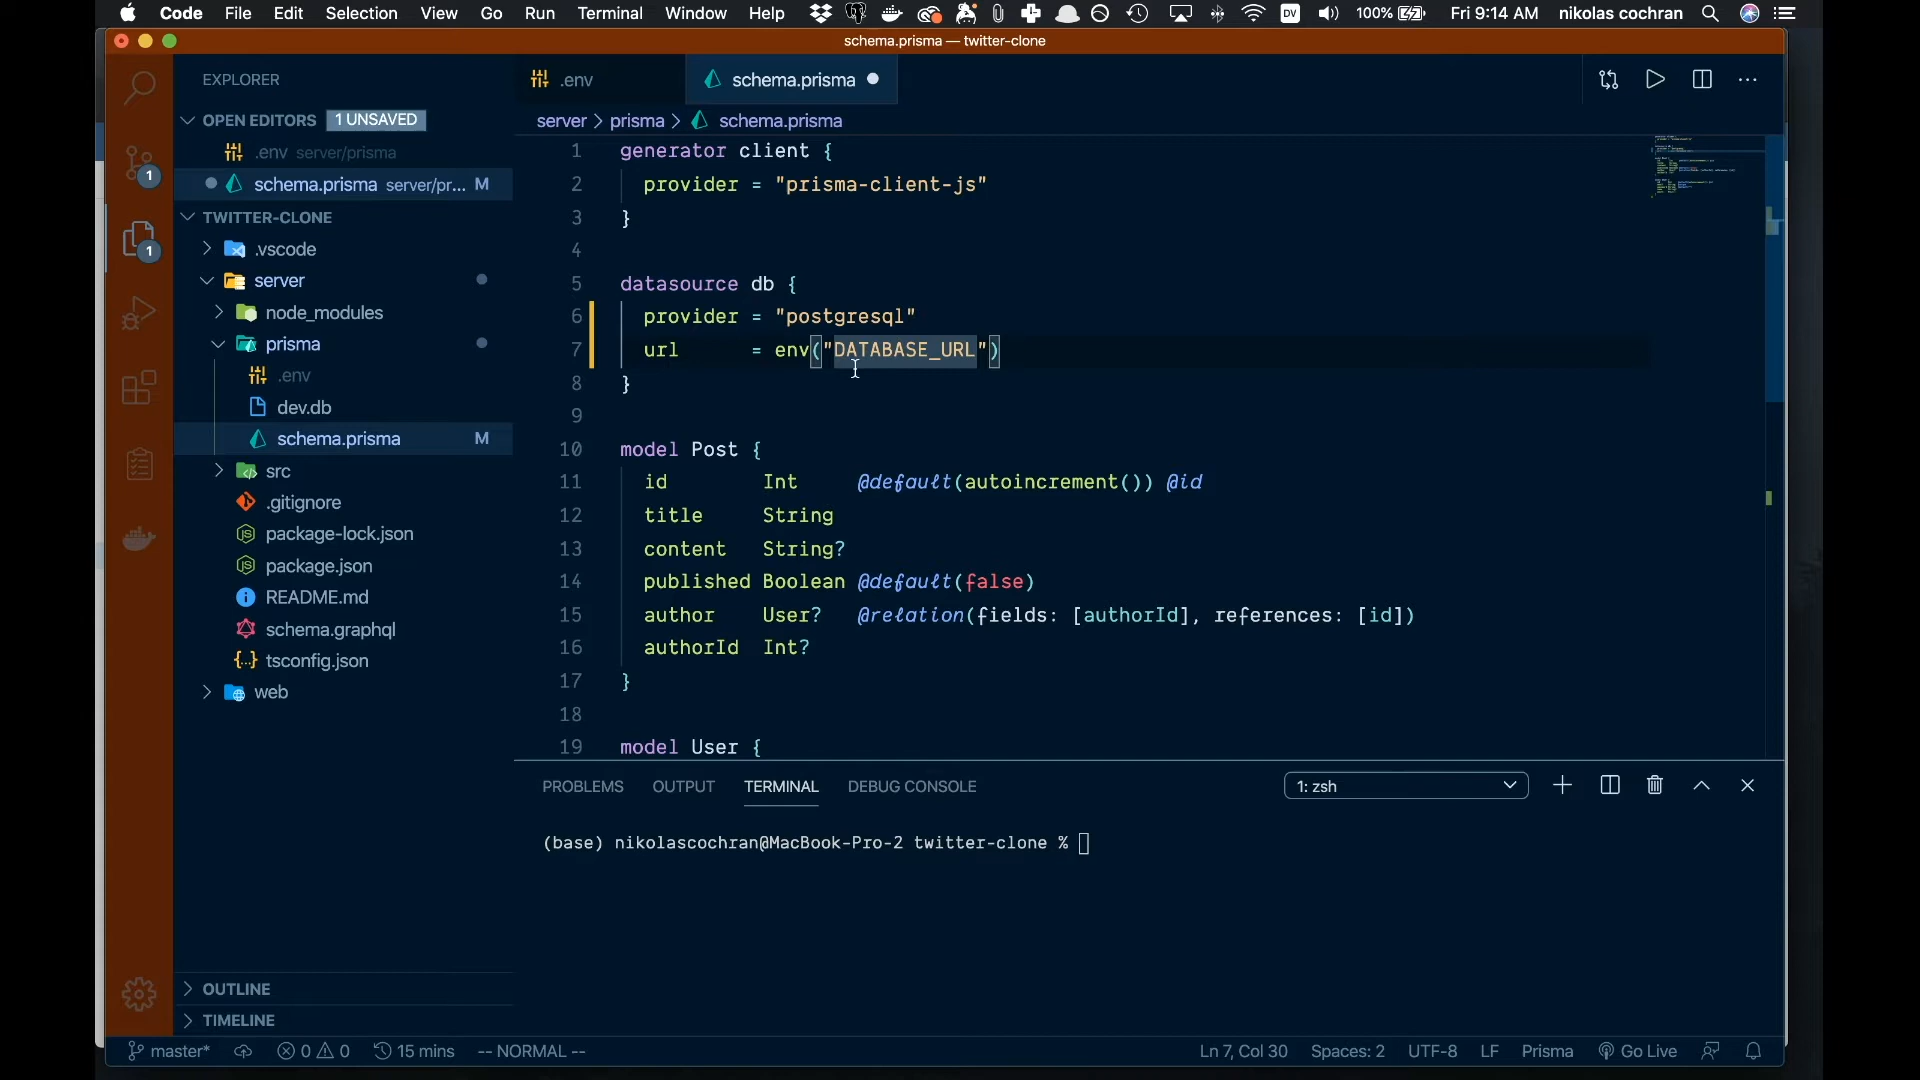 Code File Edit Selection View Go Run Terminal Window Help DV 100% Fri 9:14 AM nikolas cochran
schema.prisma — twitter-clone
EXPLORER
OPEN EDITORS 1 UNSAVED
.env server/prisma
schema.prisma server/pr... M
TWITTER-CLONE
.vscode
server
node_modules
prisma
.env
dev.db
schema.prisma M
src
.gitignore
package-lock.json
package.json
README.md
schema.graphql
tsconfig.json
web
OUTLINE
TIMELINE
1
1
.env schema.prisma
server > prisma > schema.prisma
1 generator client {
2 provider = "prisma-client-js"
3 }
4
5 datasource db {
6 provider = "postgresql"
7 url = env("DATABASE_URL")
8 }
9
10 model Post {
11 id Int @default(autoincrement()) @id
12 title String
13 content String?
14 published Boolean @default(false)
15 author User? @relation(fields: [authorId], references: [id])
16 authorId Int?
17 }
18
19 model User {
PROBLEMS OUTPUT TERMINAL DEBUG CONSOLE 1: zsh
(base) nikolascochran@MacBook-Pro-2 twitter-clone %
master* 0 0 15 mins -- NORMAL -- Ln 7, Col 30 Spaces: 2 UTF-8 LF Prisma Go Live